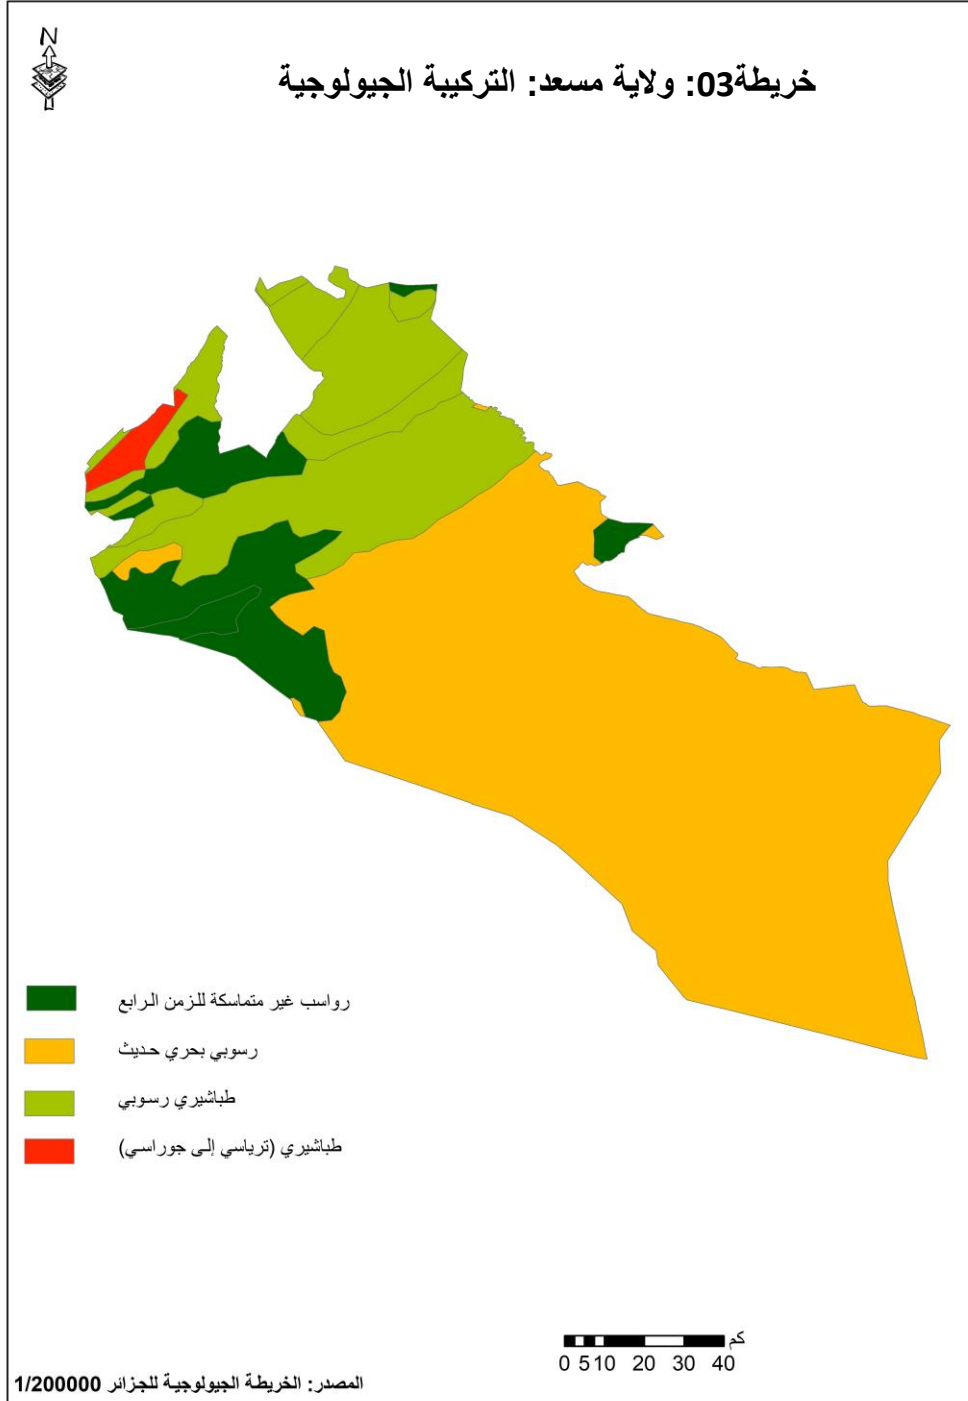 N
خريطة03: ولاية مسعد: التركيبة الجيولوجية
رواسب غير متماسكة للزمن الرابع
رسوبي بحري حديث
طباشيري رسوبي
طباشيري (ترياسي إلى جوراسي)
كم
0 5 10 20 30 40
المصدر: الخريطة الجيولوجية للجزائر 1/200000